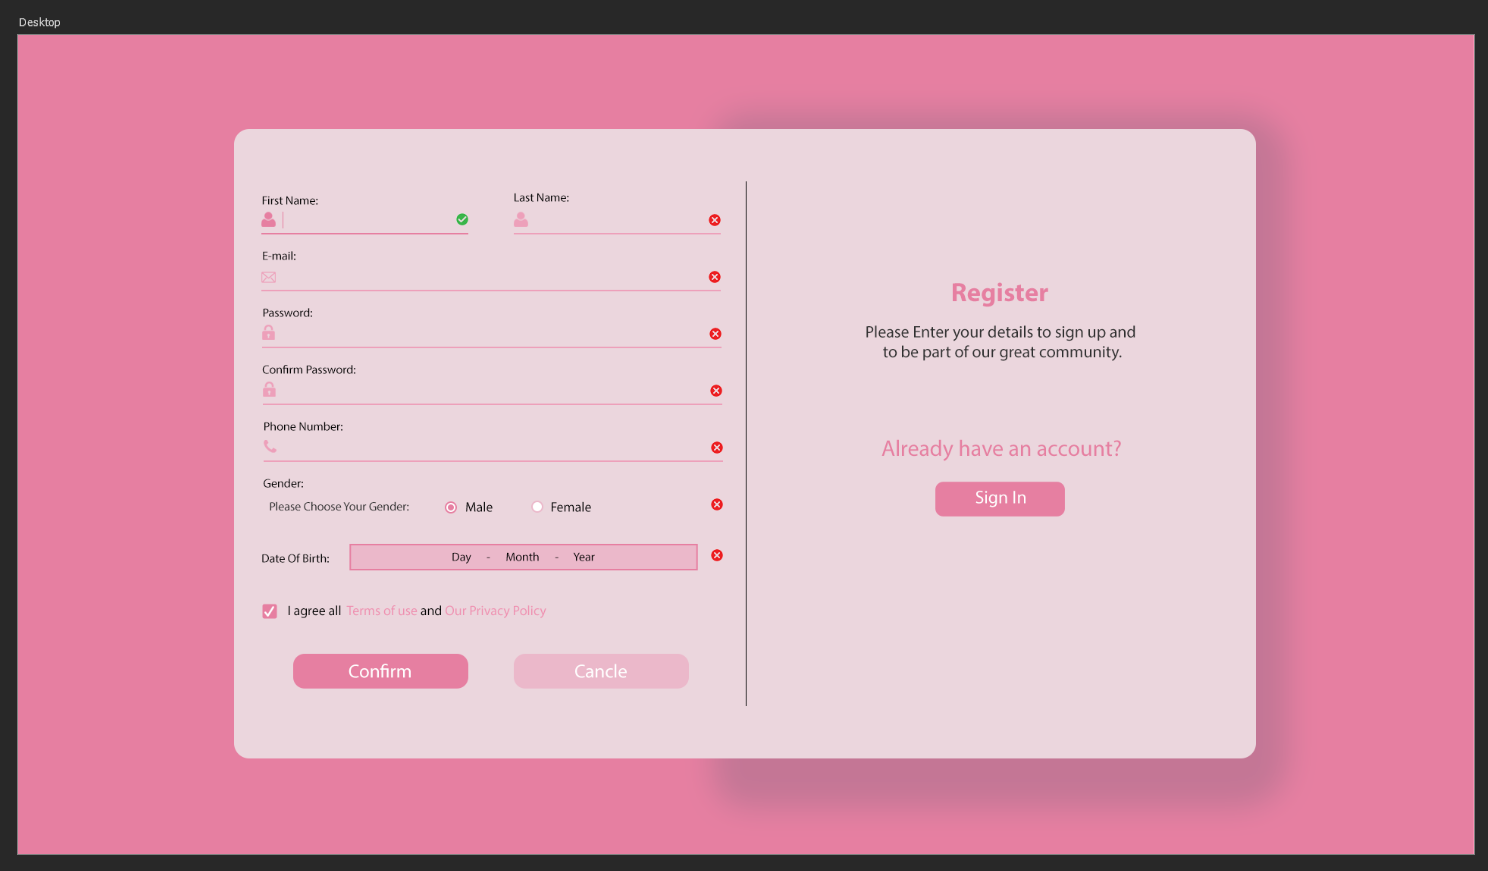 Desktop
First Name:
Last Name:
E-mail:
Password:
Confirm Password:
Phone Number:
Gender:
Please Choose Your Gender: Male Female
Date Of Birth: Day - Month - Year
I agree all Terms of use and Our Privacy Policy
Confirm Cancle
Register
Please Enter your details to sign up and
to be part of our great community.
Already have an account?
Sign In